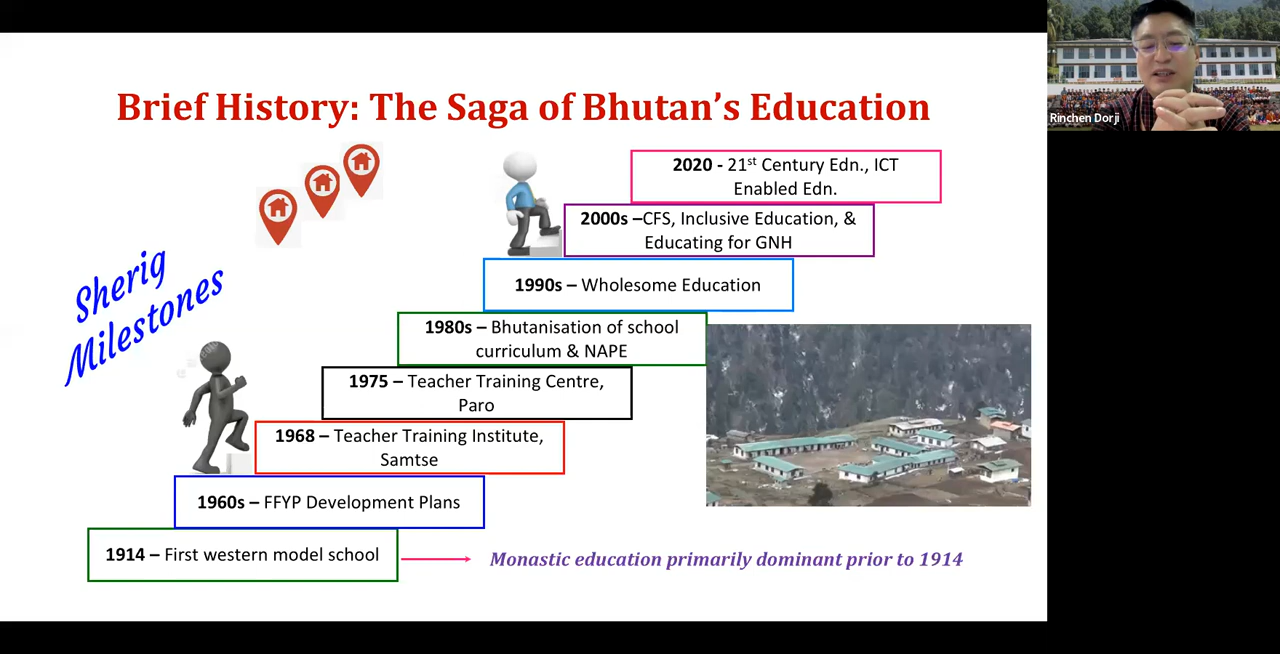 Brief History: The Saga of Bhutan's Education
Rinchen Dorji
2020 - 21st Century Edn., ICT
Enabled Edn.
2000s –CFS, Inclusive Education, &
Educating for GNH
Sherig
Milestones
1990s – Wholesome Education
1980s – Bhutanisation of school
curriculum & NAPE
1975 – Teacher Training Centre,
Paro
1968 – Teacher Training Institute,
Samtse
1960s – FFYP Development Plans
1914 – First western model school
Monastic education primarily dominant prior to 1914